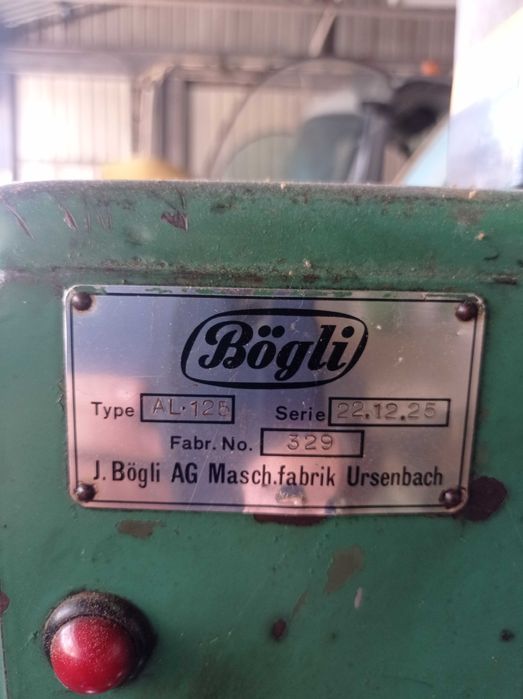 Bögli
Type AL·125 Serie 22.12.25
Fabr. No. 329
J. Bögli AG Masch.fabrik Ursenbach